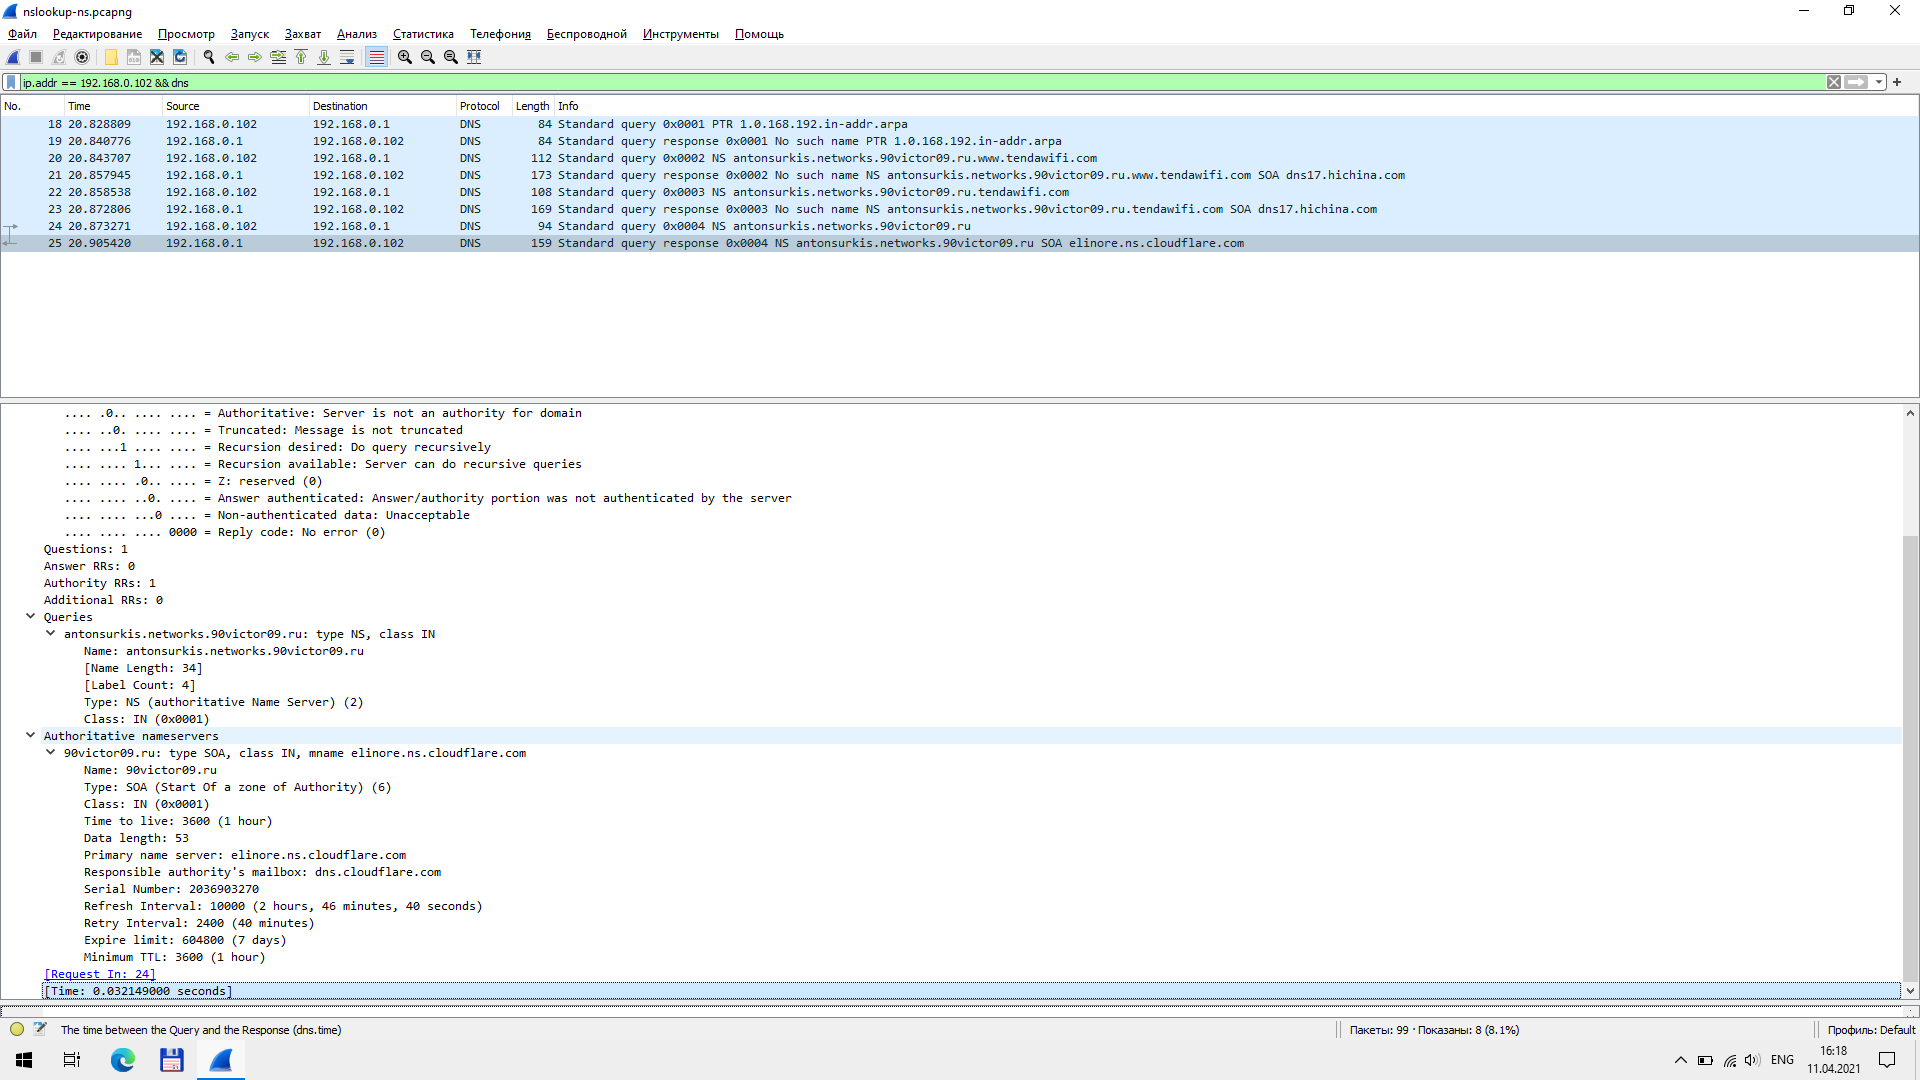 nslookup-ns.pcapng
Файл Редактирование Просмотр Запуск Захват Анализ Статистика Телефония Беспроводной Инструменты Помощь
ip.addr == 192.168.0.102 && dns
No. Time Source Destination Protocol Length Info
18 20.828809 192.168.0.102 192.168.0.1 DNS 84 Standard query 0x0001 PTR 1.0.168.192.in-addr.arpa
19 20.840776 192.168.0.1 192.168.0.102 DNS 84 Standard query response 0x0001 No such name PTR 1.0.168.192.in-addr.arpa
20 20.843707 192.168.0.102 192.168.0.1 DNS 112 Standard query 0x0002 NS antonsurkis.networks.90victor09.ru.www.tendawifi.com
21 20.857945 192.168.0.1 192.168.0.102 DNS 173 Standard query response 0x0002 No such name NS antonsurkis.networks.90victor09.ru.www.tendawifi.com SOA dns17.hichina.com
22 20.858538 192.168.0.102 192.168.0.1 DNS 108 Standard query 0x0003 NS antonsurkis.networks.90victor09.ru.tendawifi.com
23 20.872806 192.168.0.1 192.168.0.102 DNS 169 Standard query response 0x0003 No such name NS antonsurkis.networks.90victor09.ru.tendawifi.com SOA dns17.hichina.com
24 20.873271 192.168.0.102 192.168.0.1 DNS 94 Standard query 0x0004 NS antonsurkis.networks.90victor09.ru
25 20.905420 192.168.0.1 192.168.0.102 DNS 159 Standard query response 0x0004 NS antonsurkis.networks.90victor09.ru SOA elinore.ns.cloudflare.com
.... .0.. .... .... = Authoritative: Server is not an authority for domain
.... ..0. .... .... = Truncated: Message is not truncated
.... ...1 .... .... = Recursion desired: Do query recursively
.... .... 1... .... = Recursion available: Server can do recursive queries
.... .... .0.. .... = Z: reserved (0)
.... .... ..0. .... = Answer authenticated: Answer/authority portion was not authenticated by the server
.... .... ...0 .... = Non-authenticated data: Unacceptable
.... .... .... 0000 = Reply code: No error (0)
Questions: 1
Answer RRs: 0
Authority RRs: 1
Additional RRs: 0
Queries
antonsurkis.networks.90victor09.ru: type NS, class IN
Name: antonsurkis.networks.90victor09.ru
[Name Length: 34]
[Label Count: 4]
Type: NS (authoritative Name Server) (2)
Class: IN (0x0001)
Authoritative nameservers
90victor09.ru: type SOA, class IN, mname elinore.ns.cloudflare.com
Name: 90victor09.ru
Type: SOA (Start Of a zone of Authority) (6)
Class: IN (0x0001)
Time to live: 3600 (1 hour)
Data length: 53
Primary name server: elinore.ns.cloudflare.com
Responsible authority's mailbox: dns.cloudflare.com
Serial Number: 2036903270
Refresh Interval: 10000 (2 hours, 46 minutes, 40 seconds)
Retry Interval: 2400 (40 minutes)
Expire limit: 604800 (7 days)
Minimum TTL: 3600 (1 hour)
[Request In: 24]
[Time: 0.032149000 seconds]
The time between the Query and the Response (dns.time)
Пакеты: 99 · Показаны: 8 (8.1%)
Профиль: Default
ENG
16:18
11.04.2021